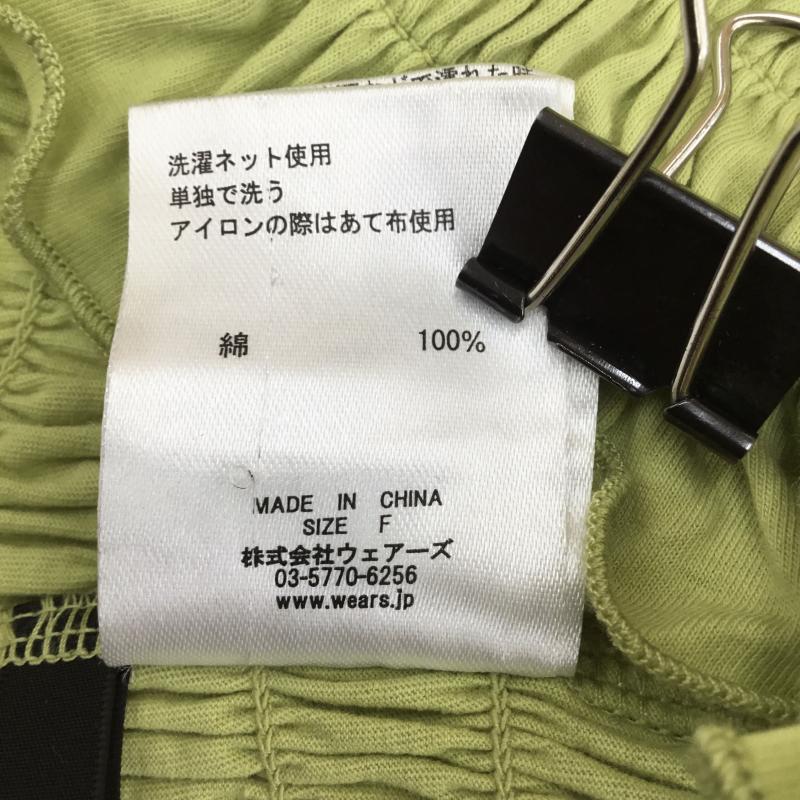 洗濯ネット使用
単独で洗う
アイロンの際はあて布使用
綿 100%
MADE IN CHINA
SIZE F
株式会社ウェアーズ
03-5770-6256
www.wears.jp